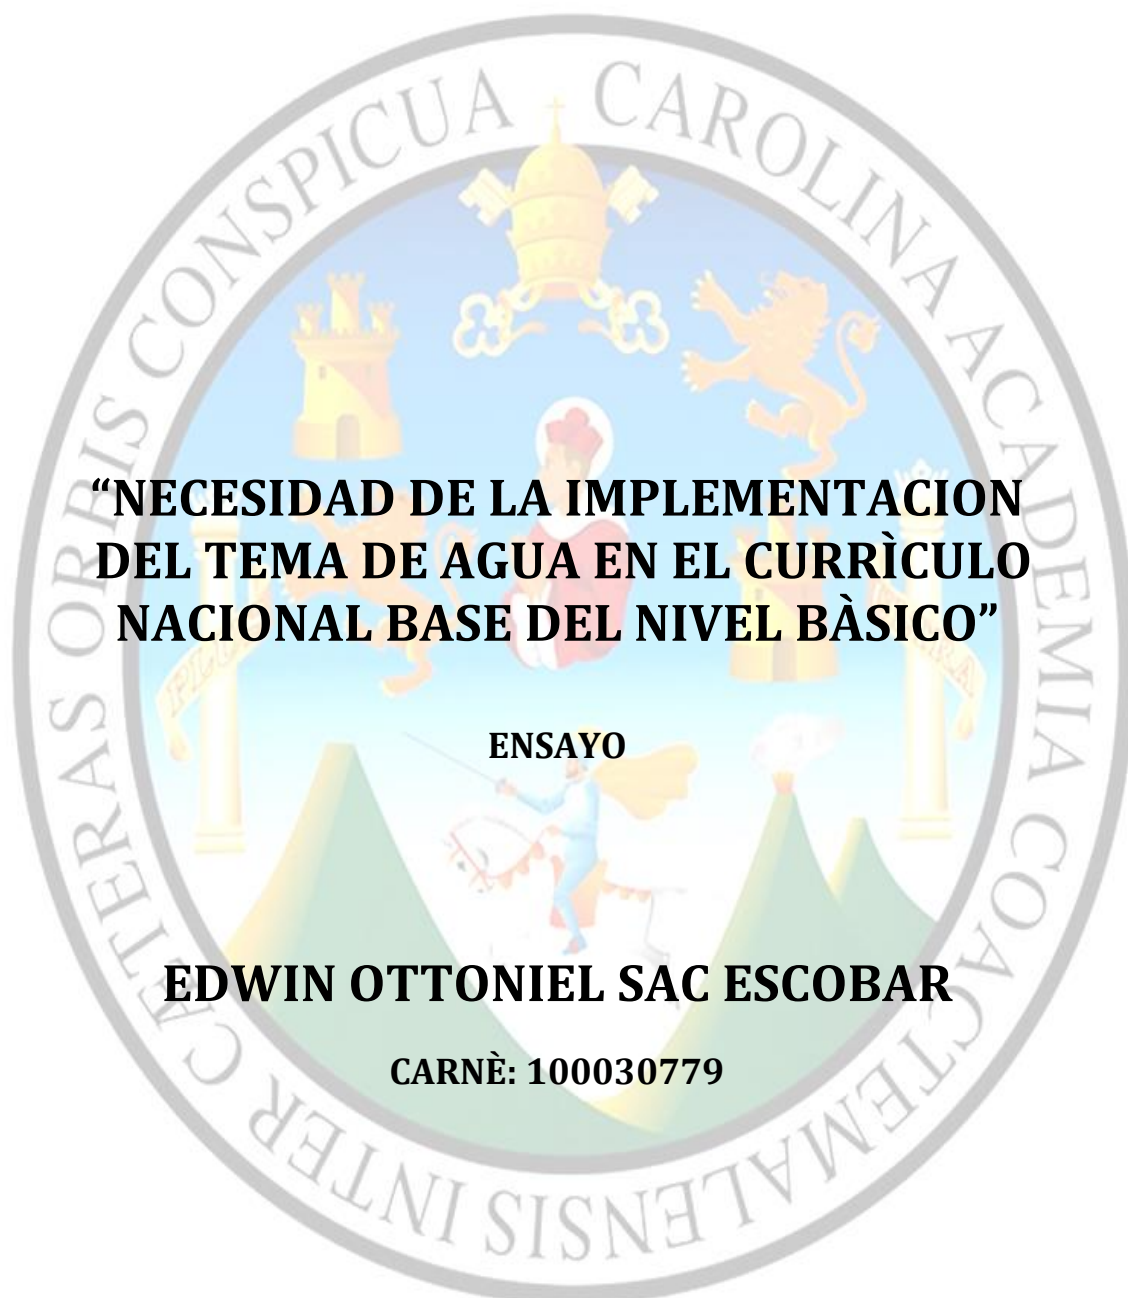 CAROLINA ACADEMIA COACTEMALENSIS INTER CÆTERAS ORBIS CONSPICUA
“NECESIDAD DE LA IMPLEMENTACION
DEL TEMA DE AGUA EN EL CURRÌCULO
NACIONAL BASE DEL NIVEL BÀSICO”
ENSAYO
EDWIN OTTONIEL SAC ESCOBAR
CARNÈ: 100030779